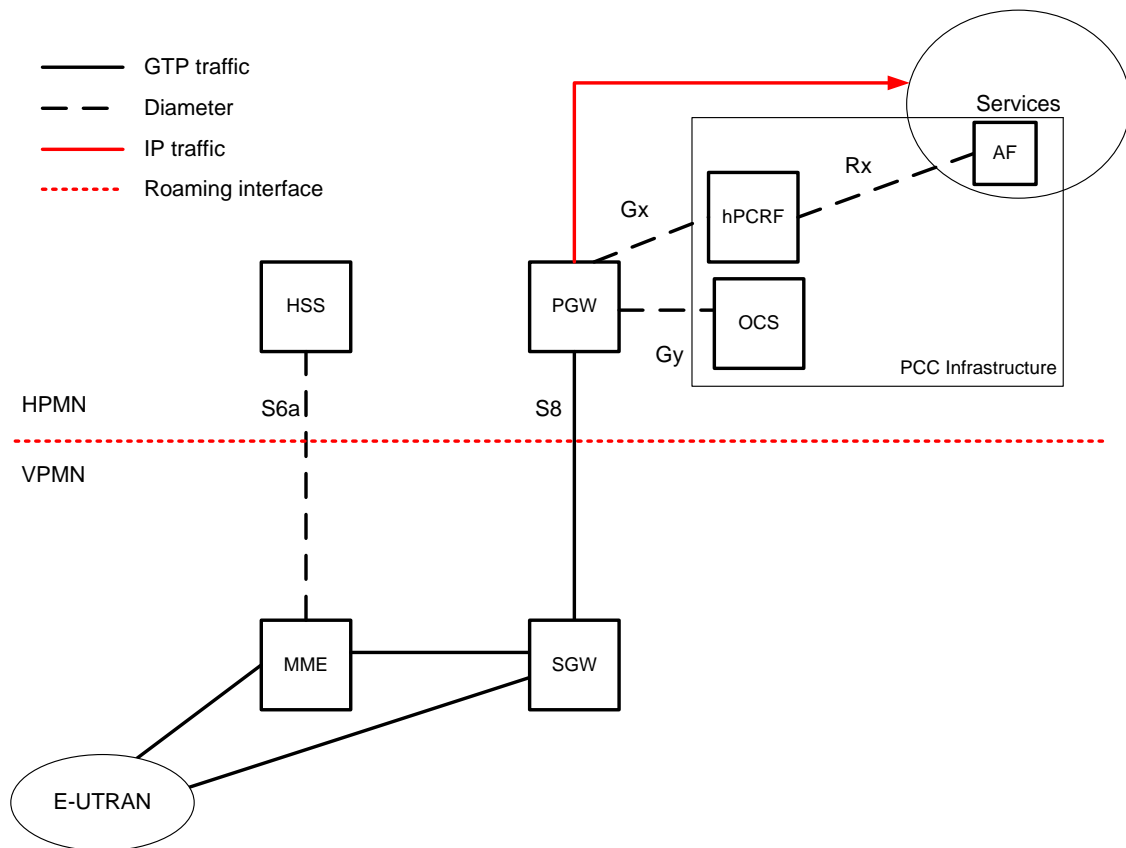 GTP traffic
Diameter
IP traffic
Roaming interface
Services
AF
Rx
Gx
hPCRF
HSS
PGW
OCS
Gy
PCC Infrastructure
HPMN
S6a
S8
VPMN
MME
SGW
E-UTRAN